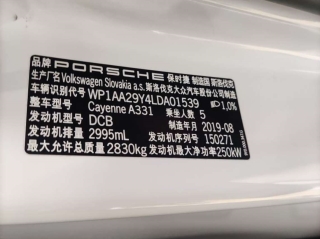 品牌 PORSCHE 保时捷 制造国 斯洛伐克
生产厂名 Volkswagen Slovakia a.s. 斯洛伐克大众汽车股份公司制造
车辆识别代号 WP1AA29Y4LDA01539 1,0%
整车型号 Cayenne A331 乘坐人数 5
发动机型号 DCB 制造年月 2019-08
发动机排量 2995mL 发动机号 150271
最大允许总质量 2830kg 发动机最大净功率 250kW